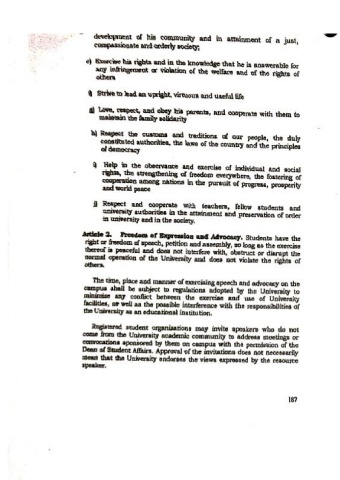 development of his community and in attainment of a just,
compassionate and orderly society;
e) Exercise his rights and in the knowledge that he is answerable for
any infringement or violation of the welfare and of the rights of
others
f) Strive to lead an upright, virtuous and useful life
g) Love, respect, and obey his parents, and cooperate with them to
maintain the family solidarity
h) Respect the customs and traditions of our people, the duly
constituted authorities, the laws of the country and the principles
of democracy
i) Help in the observance and exercise of individual and social
rights, the strengthening of freedom everywhere, the fostering of
cooperation among nations in the pursuit of progress, prosperity
and world peace
j) Respect and cooperate with teachers, fellow students and
university authorities in the attainment and preservation of order
in university and in the society.
Article 2. Freedom of Expression and Advocacy. Students have the
right or freedom of speech, petition and assembly, so long as the exercise
thereof is peaceful and does not interfere with, obstruct or disrupt the
normal operation of the University and does not violate the rights of
others.
The time, place and manner of exercising speech and advocacy on the
campus shall be subject to regulations adopted by the University to
minimize any conflict between the exercise and use of University
facilities, as well as the possible interference with the responsibilities of
the University as an educational institution.
Registered student organizations may invite speakers who do not
come from the University academic community to address meetings or
convocations sponsored by them on campus with the permission of the
Dean of Student Affairs. Approval of the invitations does not necessarily
mean that the University endorses the views expressed by the resource
speaker.
187